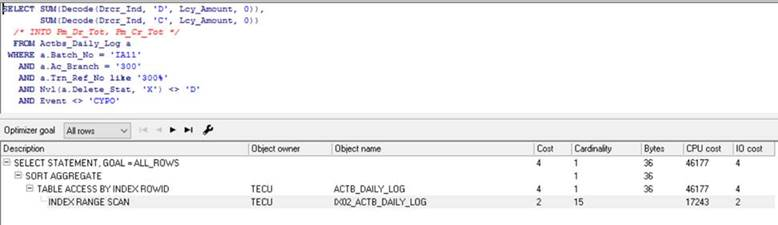 SELECT SUM(Decode(Drcr_Ind, 'D', Lcy_Amount, 0)),
SUM(Decode(Drcr_Ind, 'C', Lcy_Amount, 0))
/* INTO Pm_Dr_Tot, Pm_Cr_Tot */
FROM Actbs_Daily_Log a
WHERE a.Batch_No = 'IA11'
AND a.Ac_Branch = '300'
AND a.Trn_Ref_No like '300%'
AND Nvl(a.Delete_Stat, 'X') <> 'D'
AND Event <> 'CYPO'
Optimizer goal All rows
Description Object owner Object name Cost Cardinality Bytes CPU cost IO cost
SELECT STATEMENT, GOAL = ALL_ROWS 4 1 36 46177 4
SORT AGGREGATE 1 36
TABLE ACCESS BY INDEX ROWID TECU ACTB_DAILY_LOG 4 1 36 46177 4
INDEX RANGE SCAN TECU IX02_ACTB_DAILY_LOG 2 15 17243 2